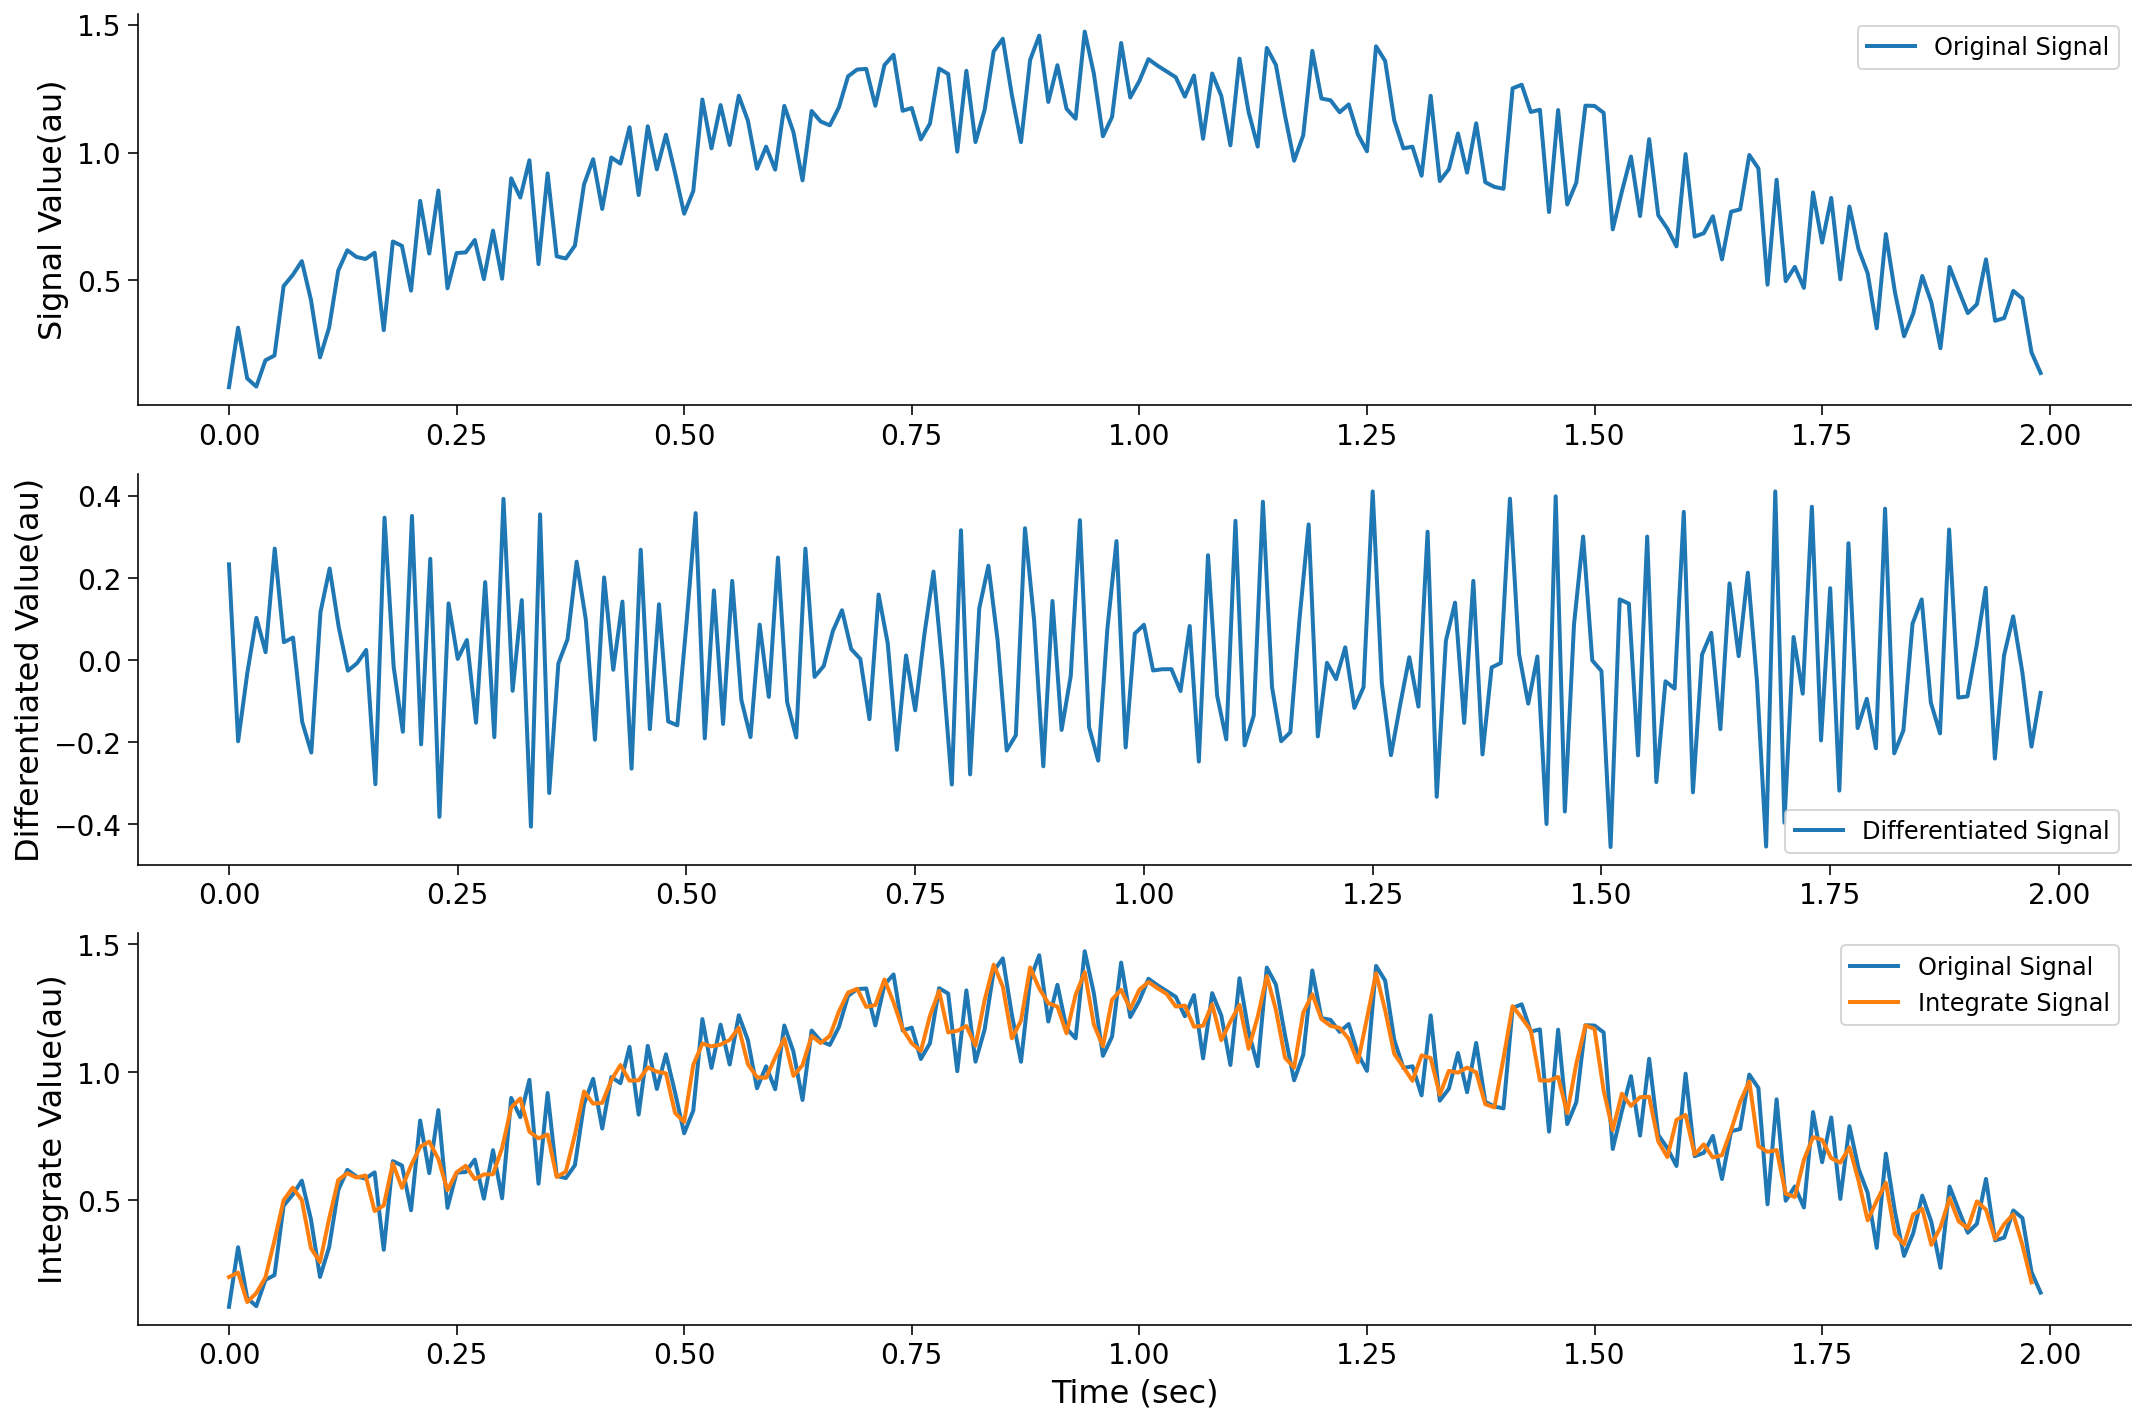 Signal Value(au)
1.5
1.0
0.5
Original Signal
0.00 0.25 0.50 0.75 1.00 1.25 1.50 1.75 2.00
Differentiated Value(au)
0.4
0.2
0.0
−0.2
−0.4
Differentiated Signal
0.00 0.25 0.50 0.75 1.00 1.25 1.50 1.75 2.00
Integrate Value(au)
1.5
1.0
0.5
Original Signal
Integrate Signal
0.00 0.25 0.50 0.75 1.00 1.25 1.50 1.75 2.00
Time (sec)